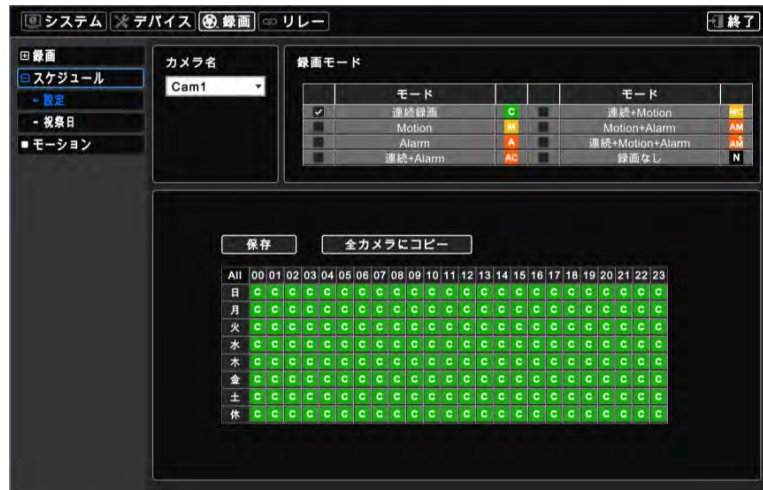 システム デバイス 録画 リレー 終了
録画
スケジュール
- 設定
- 祝祭日
モーション
カメラ名
Cam1
録画モード
モード モード
連続録画 C 連続+Motion MC
Motion M Motion+Alarm AM
Alarm A 連続+Motion+Alarm AM+
連続+Alarm AC 録画なし N
保存 全カメラにコピー
All 00 01 02 03 04 05 06 07 08 09 10 11 12 13 14 15 16 17 18 19 20 21 22 23
日 C C C C C C C C C C C C C C C C C C C C C C C C
月 C C C C C C C C C C C C C C C C C C C C C C C C
火 C C C C C C C C C C C C C C C C C C C C C C C C
水 C C C C C C C C C C C C C C C C C C C C C C C C
木 C C C C C C C C C C C C C C C C C C C C C C C C
金 C C C C C C C C C C C C C C C C C C C C C C C C
土 C C C C C C C C C C C C C C C C C C C C C C C C
休 C C C C C C C C C C C C C C C C C C C C C C C C